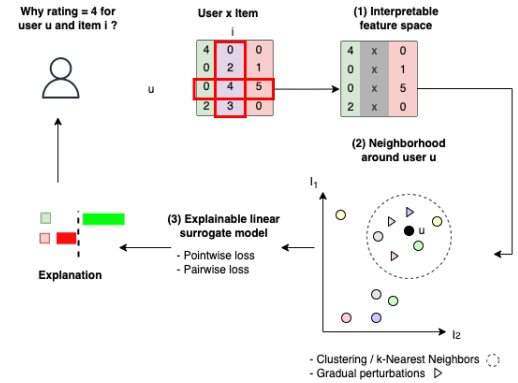 Why rating = 4 for
user u and item i ?
User x Item
i
u
4 0 0
0 2 1
0 4 5
2 3 0
(1) Interpretable
feature space
4 x 0
0 x 1
0 x 5
2 x 0
(2) Neighborhood
around user u
I1
u
I2
- Clustering / k-Nearest Neighbors
- Gradual perturbations
(3) Explainable linear
surrogate model
- Pointwise loss
- Pairwise loss
Explanation